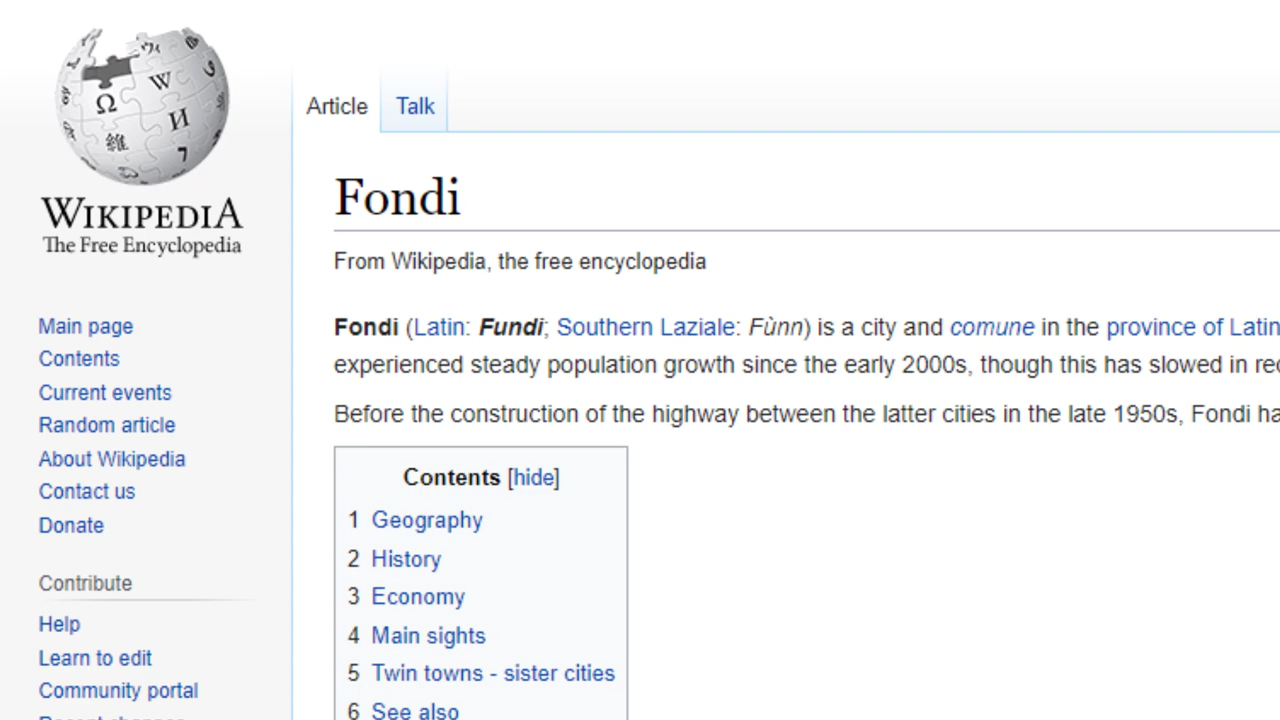 WIKIPEDIA
The Free Encyclopedia
Main page
Contents
Current events
Random article
About Wikipedia
Contact us
Donate
Contribute
Help
Learn to edit
Community portal
Article
Talk
Fondi
From Wikipedia, the free encyclopedia
Fondi (Latin: Fundi; Southern Laziale: Fùnn) is a city and comune in the province of
experienced steady population growth since the early 2000s, though this has slowed in
Before the construction of the highway between the latter cities in the late 1950s, Fondi
Contents [hide]
1 Geography
2 History
3 Economy
4 Main sights
5 Twin towns - sister cities
6 See also